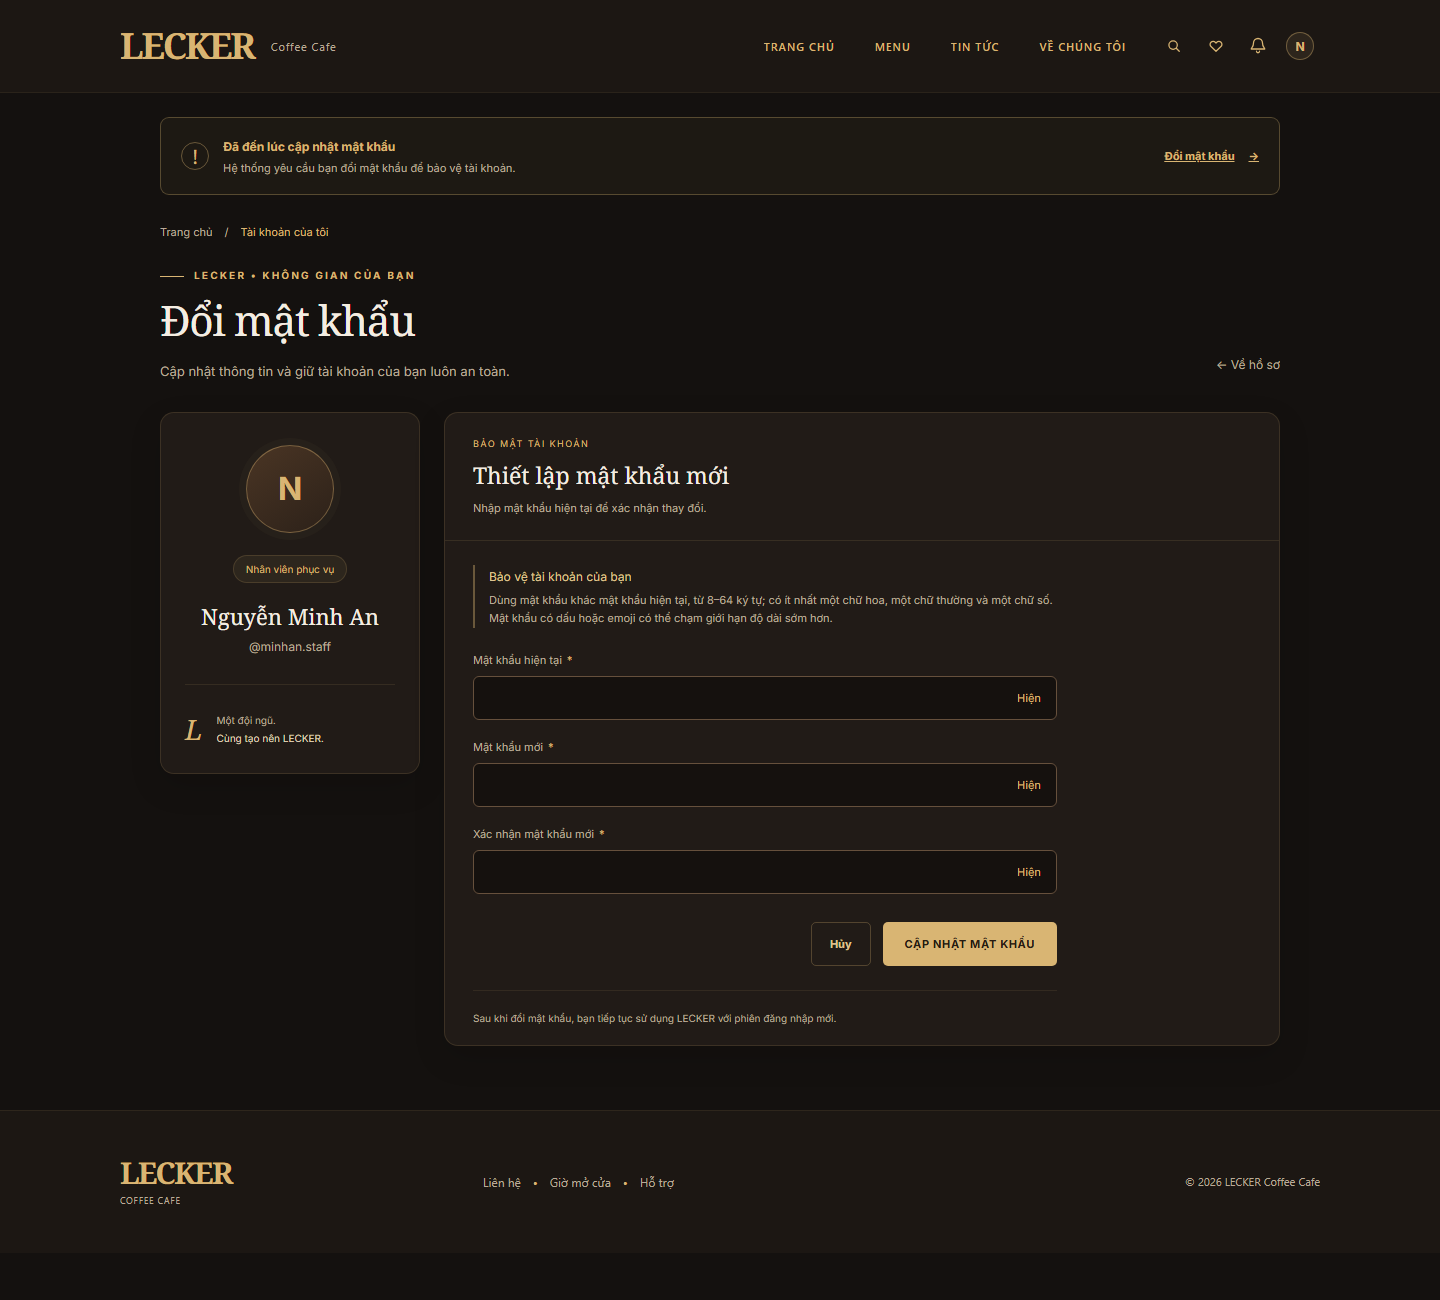 LECKER Coffee Cafe TRANG CHỦ MENU TIN TỨC VỀ CHÚNG TÔI N
!
Đã đến lúc cập nhật mật khẩu
Hệ thống yêu cầu bạn đổi mật khẩu để bảo vệ tài khoản.
Đổi mật khẩu →
Trang chủ / Tài khoản của tôi
LECKER • KHÔNG GIAN CỦA BẠN
Đổi mật khẩu
Cập nhật thông tin và giữ tài khoản của bạn luôn an toàn.
← Về hồ sơ
N
Nhân viên phục vụ
Nguyễn Minh An
@minhan.staff
L
Một đội ngũ.
Cùng tạo nên LECKER.
BẢO MẬT TÀI KHOẢN
Thiết lập mật khẩu mới
Nhập mật khẩu hiện tại để xác nhận thay đổi.
Bảo vệ tài khoản của bạn
Dùng mật khẩu khác mật khẩu hiện tại, từ 8–64 ký tự; có ít nhất một chữ hoa, một chữ thường và một chữ số.
Mật khẩu có dấu hoặc emoji có thể chạm giới hạn độ dài sớm hơn.
Mật khẩu hiện tại *
Hiện
Mật khẩu mới *
Hiện
Xác nhận mật khẩu mới *
Hiện
Hủy CẬP NHẬT MẬT KHẨU
Sau khi đổi mật khẩu, bạn tiếp tục sử dụng LECKER với phiên đăng nhập mới.
LECKER
COFFEE CAFE
Liên hệ • Giờ mở cửa • Hỗ trợ
© 2026 LECKER Coffee Cafe